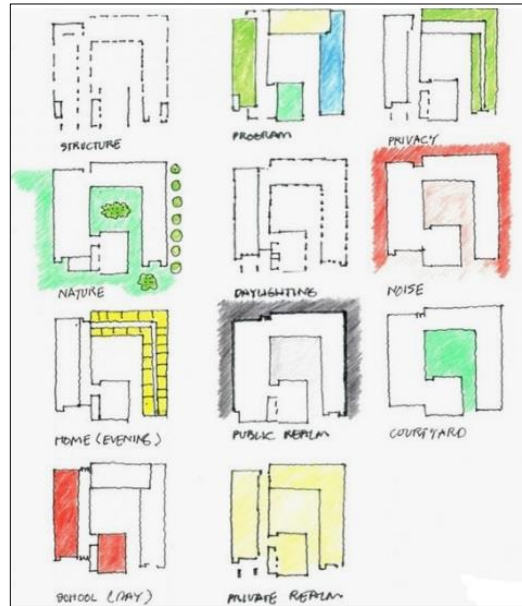 STRUCTURE
PROGRAM
PRIVACY
NATURE
DAYLIGHTING
NOISE
HOME (EVENING)
PUBLIC REALM
COURTYARD
SCHOOL (DAY)
PRIVATE REALM